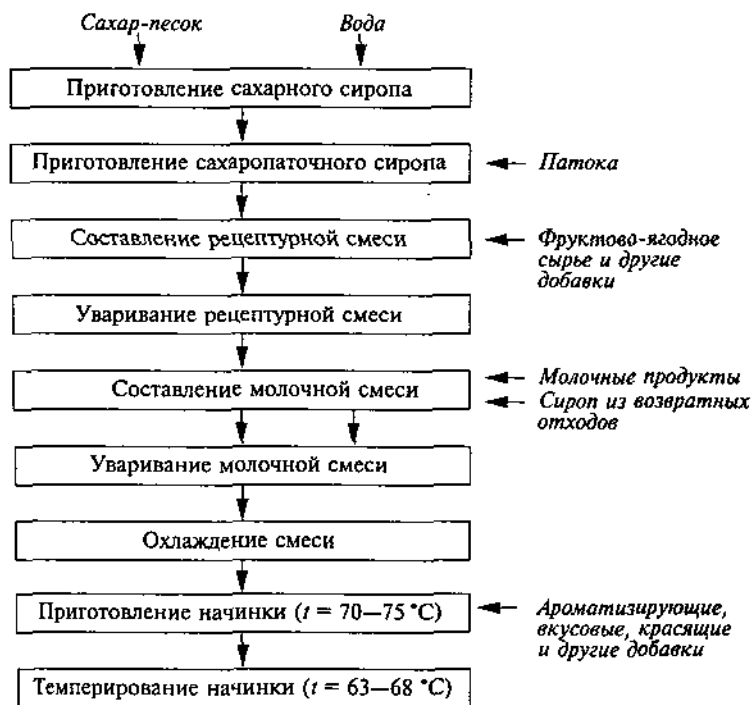 Сахар-песок
Вода
Приготовление сахарного сиропа
Приготовление сахаропаточного сиропа
Патока
Составление рецептурной смеси
Фруктово-ягодное
сырье и другие
добавки
Уваривание рецептурной смеси
Составление молочной смеси
Молочные продукты
Сироп из возвратных
отходов
Уваривание молочной смеси
Охлаждение смеси
Приготовление начинки (t = 70—75 °С)
Ароматизирующие,
вкусовые, красящие
и другие добавки
Темперирование начинки (t = 63—68 °С)